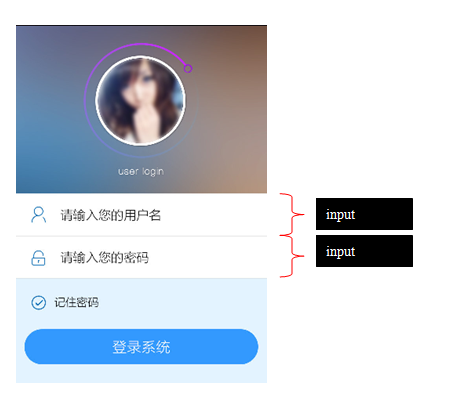 user login
请输入您的用户名
input
请输入您的密码
input
记住密码
登录系统